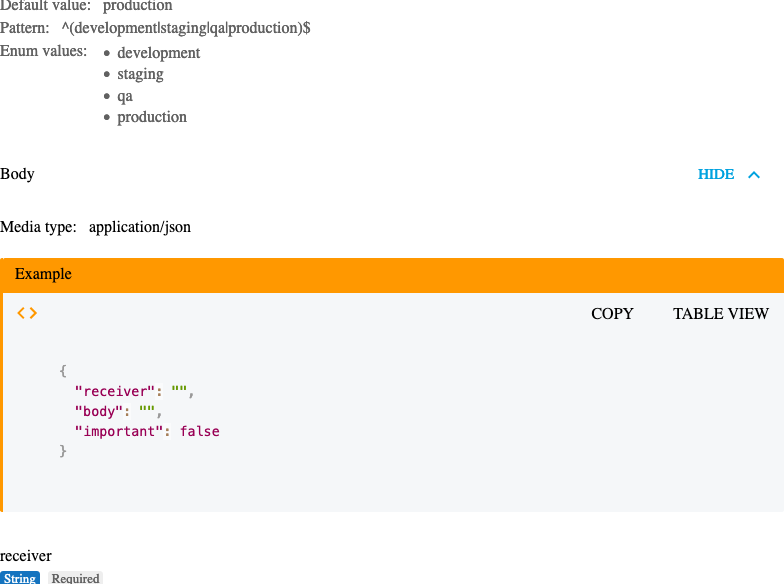 Default value: production
Pattern: ^(development|staging|qa|production)$
Enum values:
• development
• staging
• qa
• production
Body
HIDE
Media type: application/json
Example
<>
COPY TABLE VIEW
{
"receiver": "",
"body": "",
"important": false
}
receiver
String Required